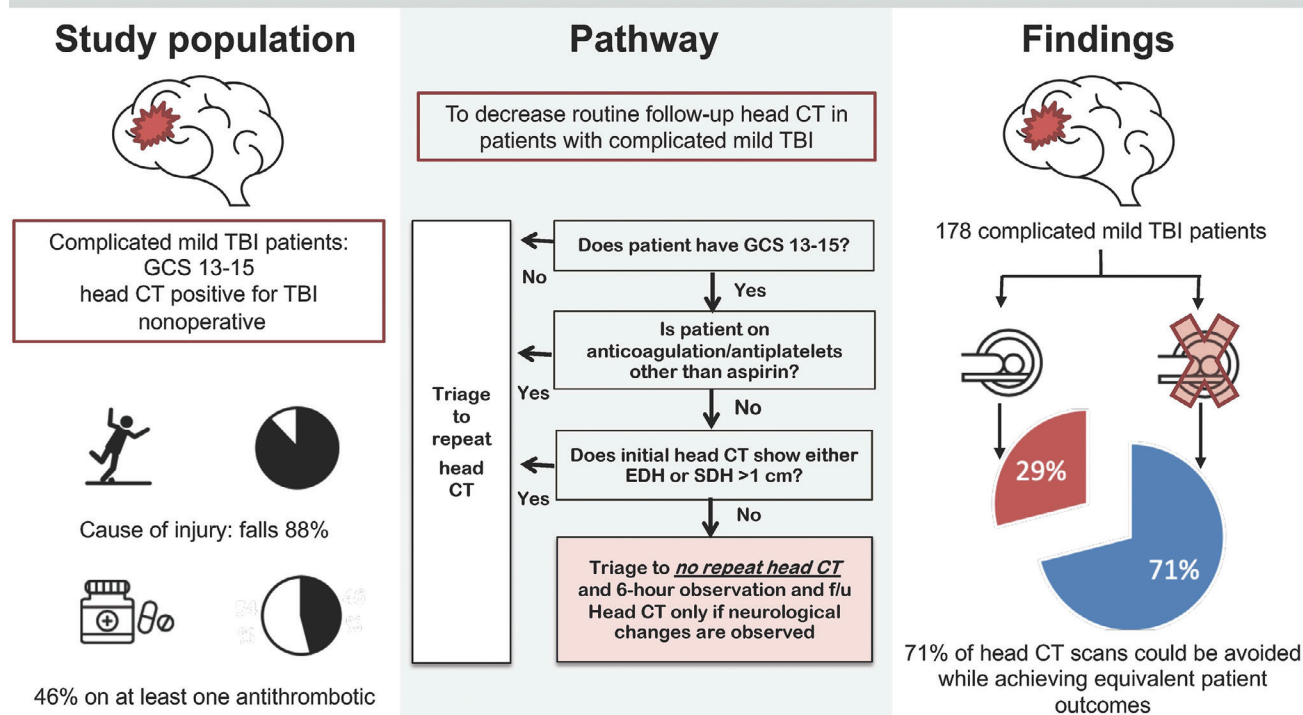 Study population
Complicated mild TBI patients:
GCS 13-15
head CT positive for TBI
nonoperative
Cause of injury: falls 88%
46% on at least one antithrombotic
Pathway
To decrease routine follow-up head CT in
patients with complicated mild TBI
Does patient have GCS 13-15?
No
Yes
Is patient on
anticoagulation/antiplatelets
other than aspirin?
Yes
No
Does initial head CT show either
EDH or SDH >1 cm?
Yes
No
Triage
to
repeat
head
CT
Triage to no repeat head CT
and 6-hour observation and f/u
Head CT only if neurological
changes are observed
Findings
178 complicated mild TBI patients
29%
71%
71% of head CT scans could be avoided
while achieving equivalent patient
outcomes